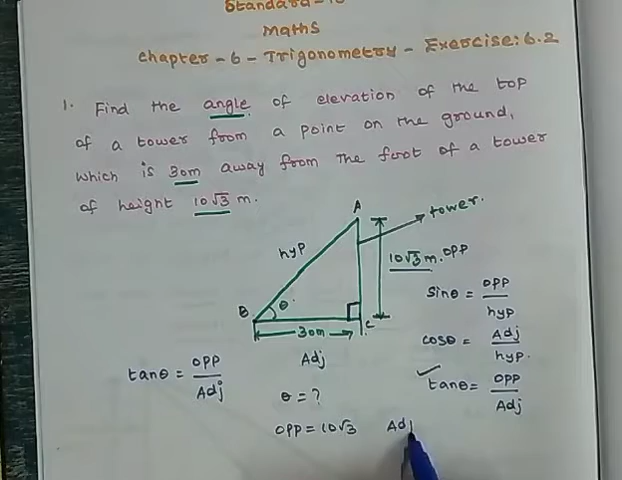 Standard-10
Maths
Chapter - 6 - Trigonometry - Exercise: 6.2
1. Find the angle of elevation of the top
of a tower from a point on the ground,
which is 30m away from the foot of a tower
of height 10√3 m.
A
tower.
hyp
10√3 m. opp
B
θ
C
30m
Adj
sinθ = opp/hyp
cosθ = Adj/hyp.
tanθ = opp/Adj
✓ tanθ = opp/Adj
θ = ?
opp = 10√3 Adj